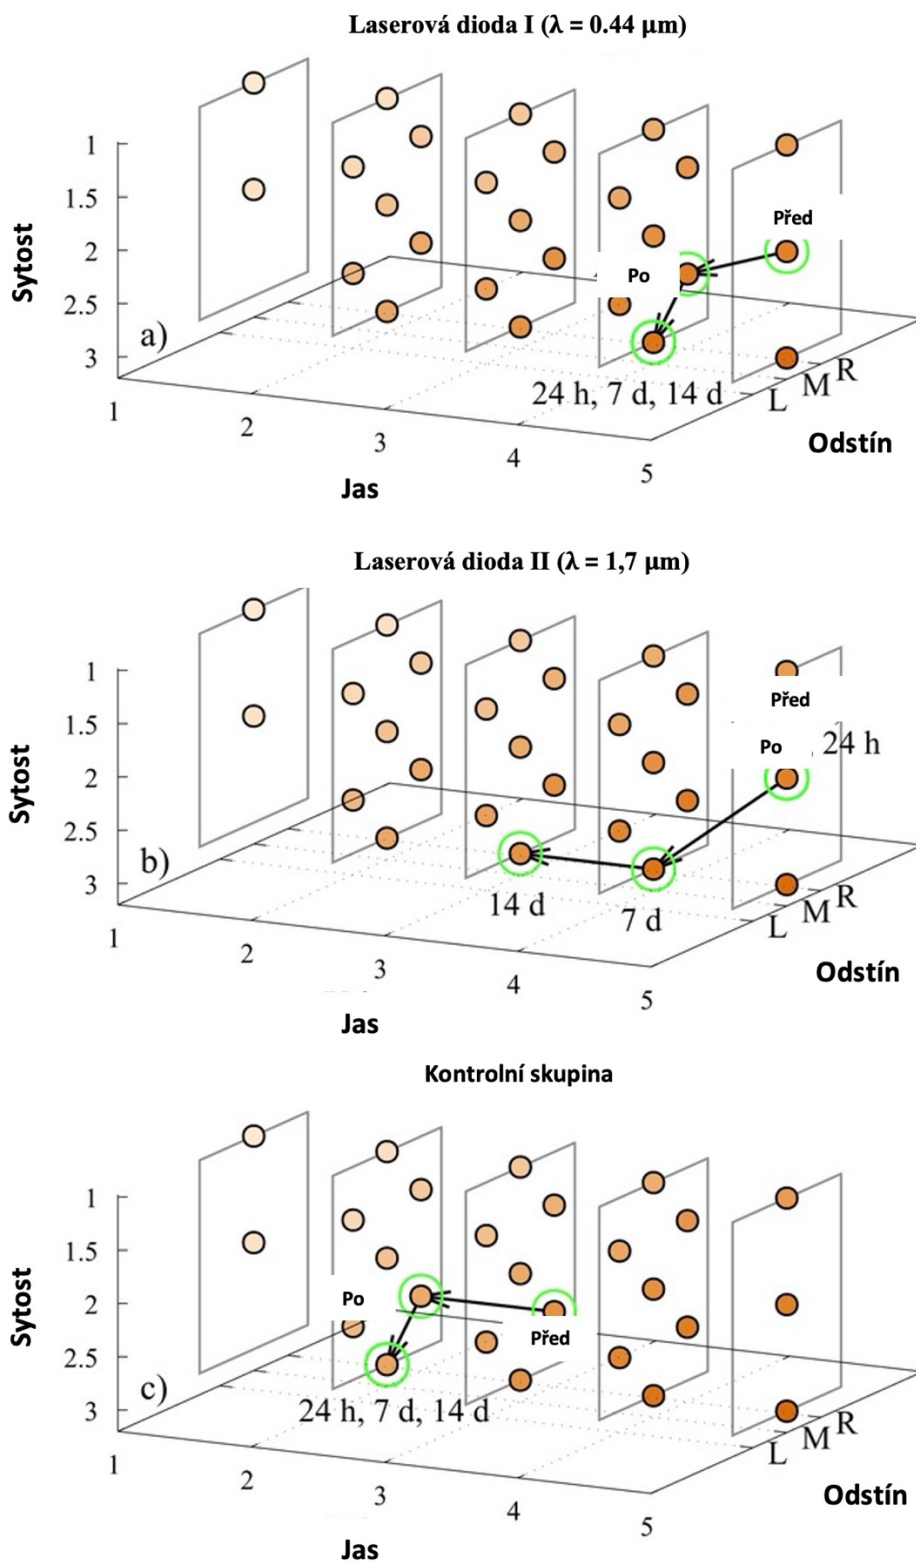 Laserová dioda I (λ = 0.44 μm)
Před
Po
Sytost
1
1.5
2
2.5
3
a)
24 h, 7 d, 14 d
L M R
1 2 3 4 5
Odstín
Jas
Laserová dioda II (λ = 1,7 μm)
Před
Po 24 h
Sytost
1
1.5
2
2.5
3
b)
14 d
7 d
L M R
1 2 3 4 5
Odstín
Jas
Kontrolní skupina
Po
Před
Sytost
1
1.5
2
2.5
3
c)
24 h, 7 d, 14 d
L M R
1 2 3 4 5
Odstín
Jas